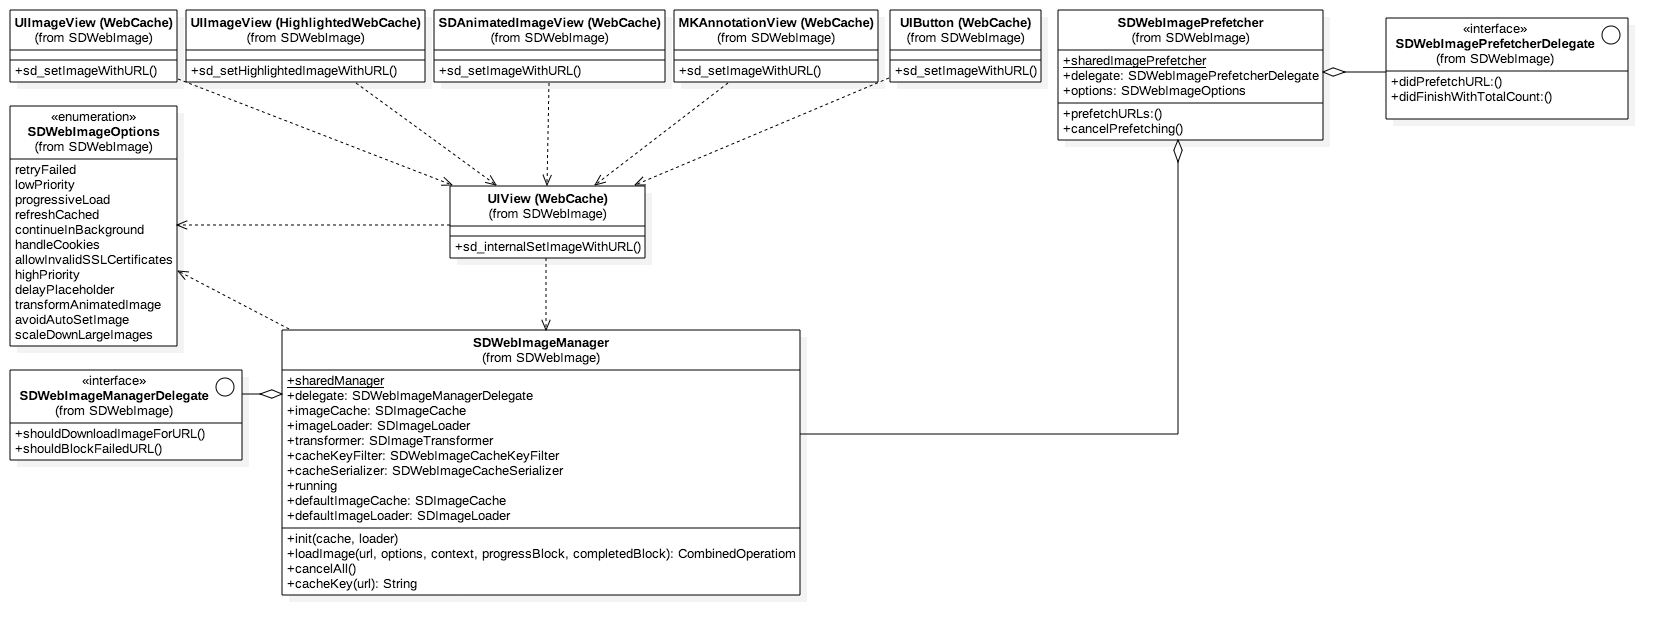 UIImageView (WebCache)
(from SDWebImage)
+sd_setImageWithURL()
UIImageView (HighlightedWebCache)
(from SDWebImage)
+sd_setHighlightedImageWithURL()
SDAnimatedImageView (WebCache)
(from SDWebImage)
+sd_setImageWithURL()
MKAnnotationView (WebCache)
(from SDWebImage)
+sd_setImageWithURL()
UIButton (WebCache)
(from SDWebImage)
+sd_setImageWithURL()
SDWebImagePrefetcher
(from SDWebImage)
+sharedImagePrefetcher
+delegate: SDWebImagePrefetcherDelegate
+options: SDWebImageOptions
+prefetchURLs:()
+cancelPrefetching()
«interface»
SDWebImagePrefetcherDelegate
(from SDWebImage)
+didPrefetchURL:()
+didFinishWithTotalCount:()
«enumeration»
SDWebImageOptions
(from SDWebImage)
retryFailed
lowPriority
progressiveLoad
refreshCached
continueInBackground
handleCookies
allowInvalidSSLCertificates
highPriority
delayPlaceholder
transformAnimatedImage
avoidAutoSetImage
scaleDownLargeImages
UIView (WebCache)
(from SDWebImage)
+sd_internalSetImageWithURL()
«interface»
SDWebImageManagerDelegate
(from SDWebImage)
+shouldDownloadImageForURL()
+shouldBlockFailedURL()
SDWebImageManager
(from SDWebImage)
+sharedManager
+delegate: SDWebImageManagerDelegate
+imageCache: SDImageCache
+imageLoader: SDImageLoader
+transformer: SDImageTransformer
+cacheKeyFilter: SDWebImageCacheKeyFilter
+cacheSerializer: SDWebImageCacheSerializer
+running
+defaultImageCache: SDImageCache
+defaultImageLoader: SDImageLoader
+init(cache, loader)
+loadImage(url, options, context, progressBlock, completedBlock): CombinedOperatiom
+cancelAll()
+cacheKey(url): String